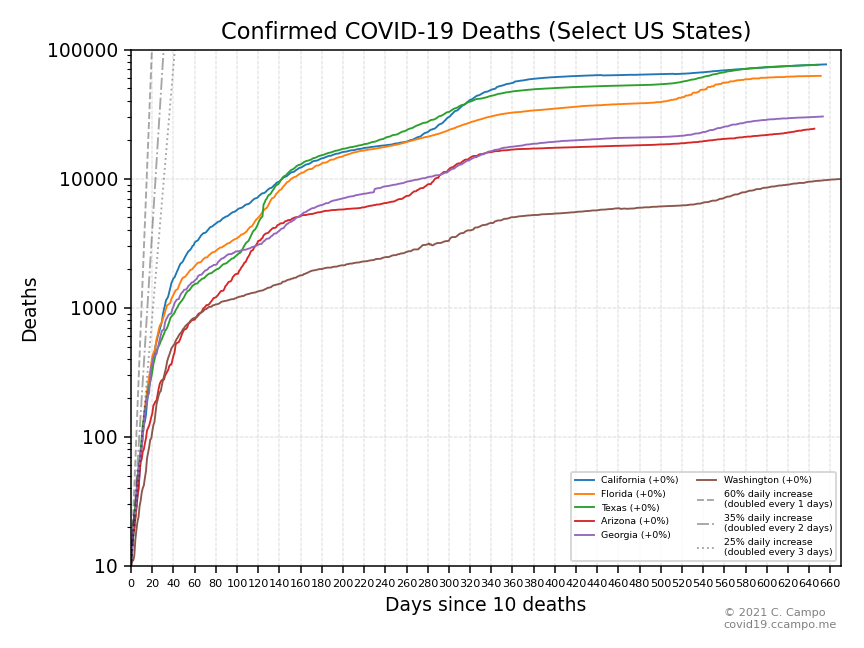 Confirmed COVID-19 Deaths (Select US States)
100000
10000
1000
100
10
Deaths
0 20 40 60 80 100 120 140 160 180 200 220 240 260 280 300 320 340 360 380 400 420 440 460 480 500 520 540 560 580 600 620 640 660
Days since 10 deaths
California (+0%)
Florida (+0%)
Texas (+0%)
Arizona (+0%)
Georgia (+0%)
Washington (+0%)
60% daily increase
(doubled every 1 days)
35% daily increase
(doubled every 2 days)
25% daily increase
(doubled every 3 days)
© 2021 C. Campo
covid19.ccampo.me